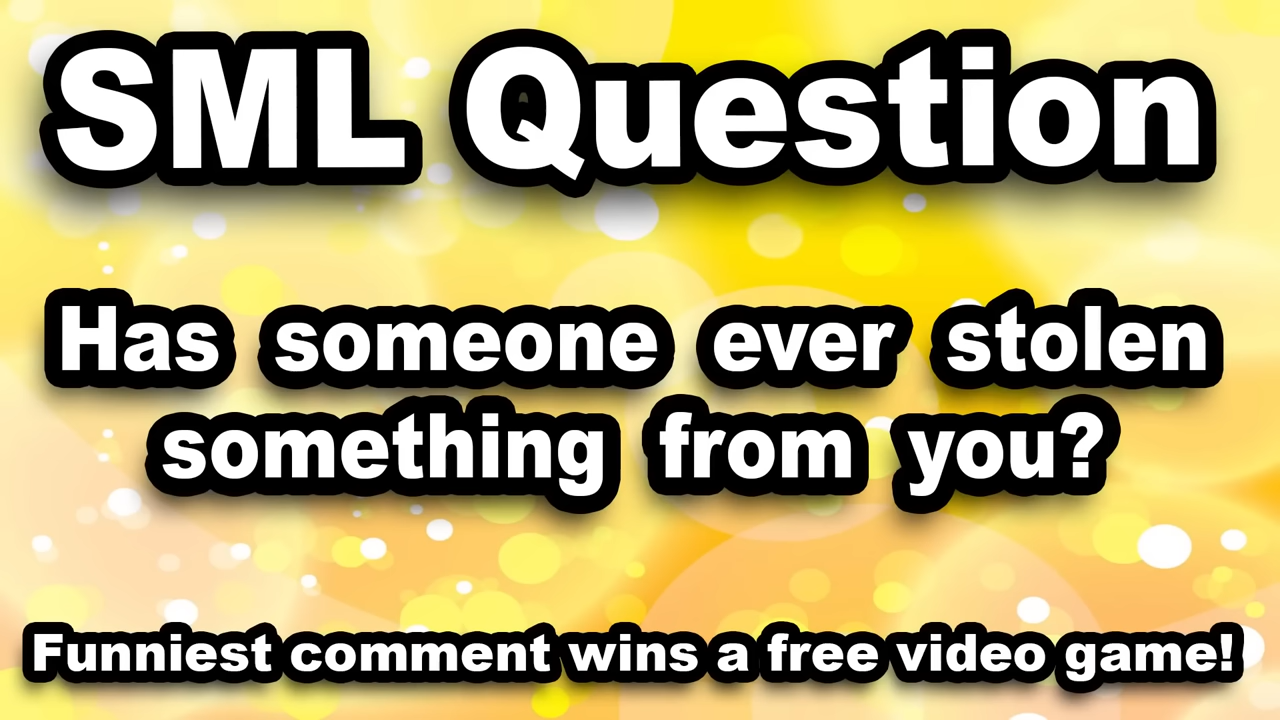 SML Question
Has someone ever stolen
something from you?
Funniest comment wins a free video game!